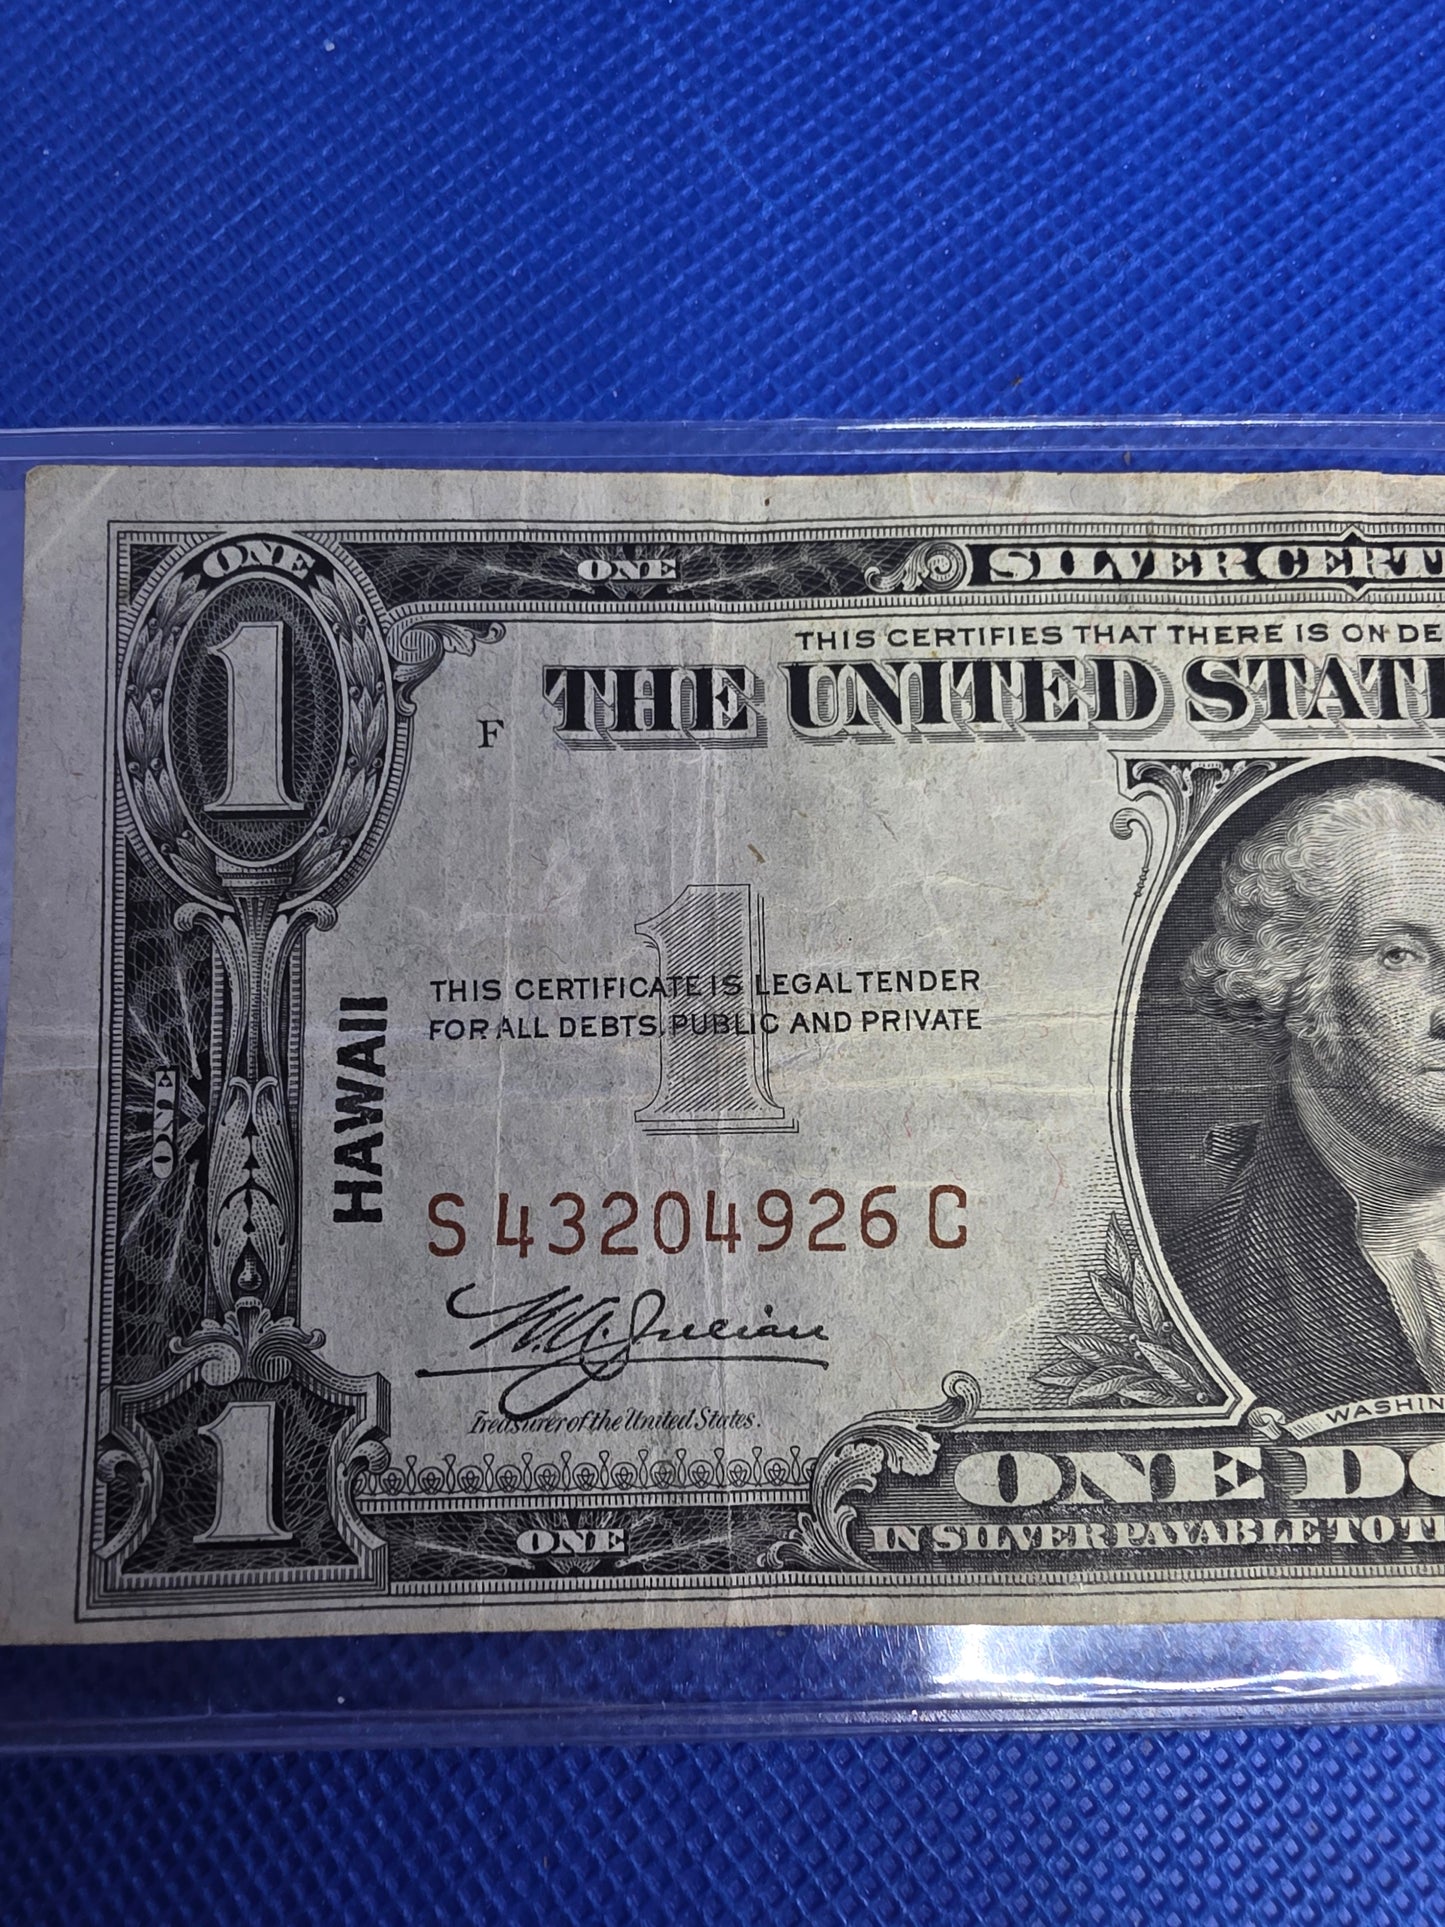 ONE
ONE
SILVER CERT
1
THIS CERTIFIES THAT THERE IS ON DE
THE UNITED STAT
F
1
THIS CERTIFICATE IS LEGAL TENDER
FOR ALL DEBTS, PUBLIC AND PRIVATE
HAWAII
ONE
S 43204926 C
W.A. Julian
Treasurer of the United States.
WASHIN
1
ONE DO
ONE
IN SILVER PAYABLE TO T